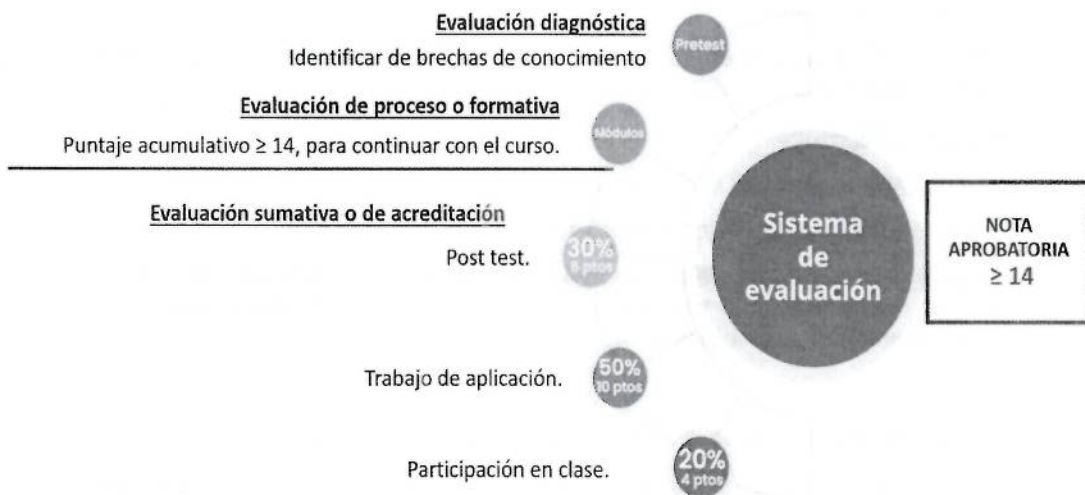 Evaluación diagnóstica
Pretest
Identificar de brechas de conocimiento
Evaluación de proceso o formativa
Módulos
Puntaje acumulativo ≥ 14, para continuar con el curso.
Evaluación sumativa o de acreditación
Post test.
30%
6 ptos
Trabajo de aplicación.
50%
10 ptos
Participación en clase.
20%
4 ptos
Sistema
de
evaluación
NOTA
APROBATORIA
≥ 14